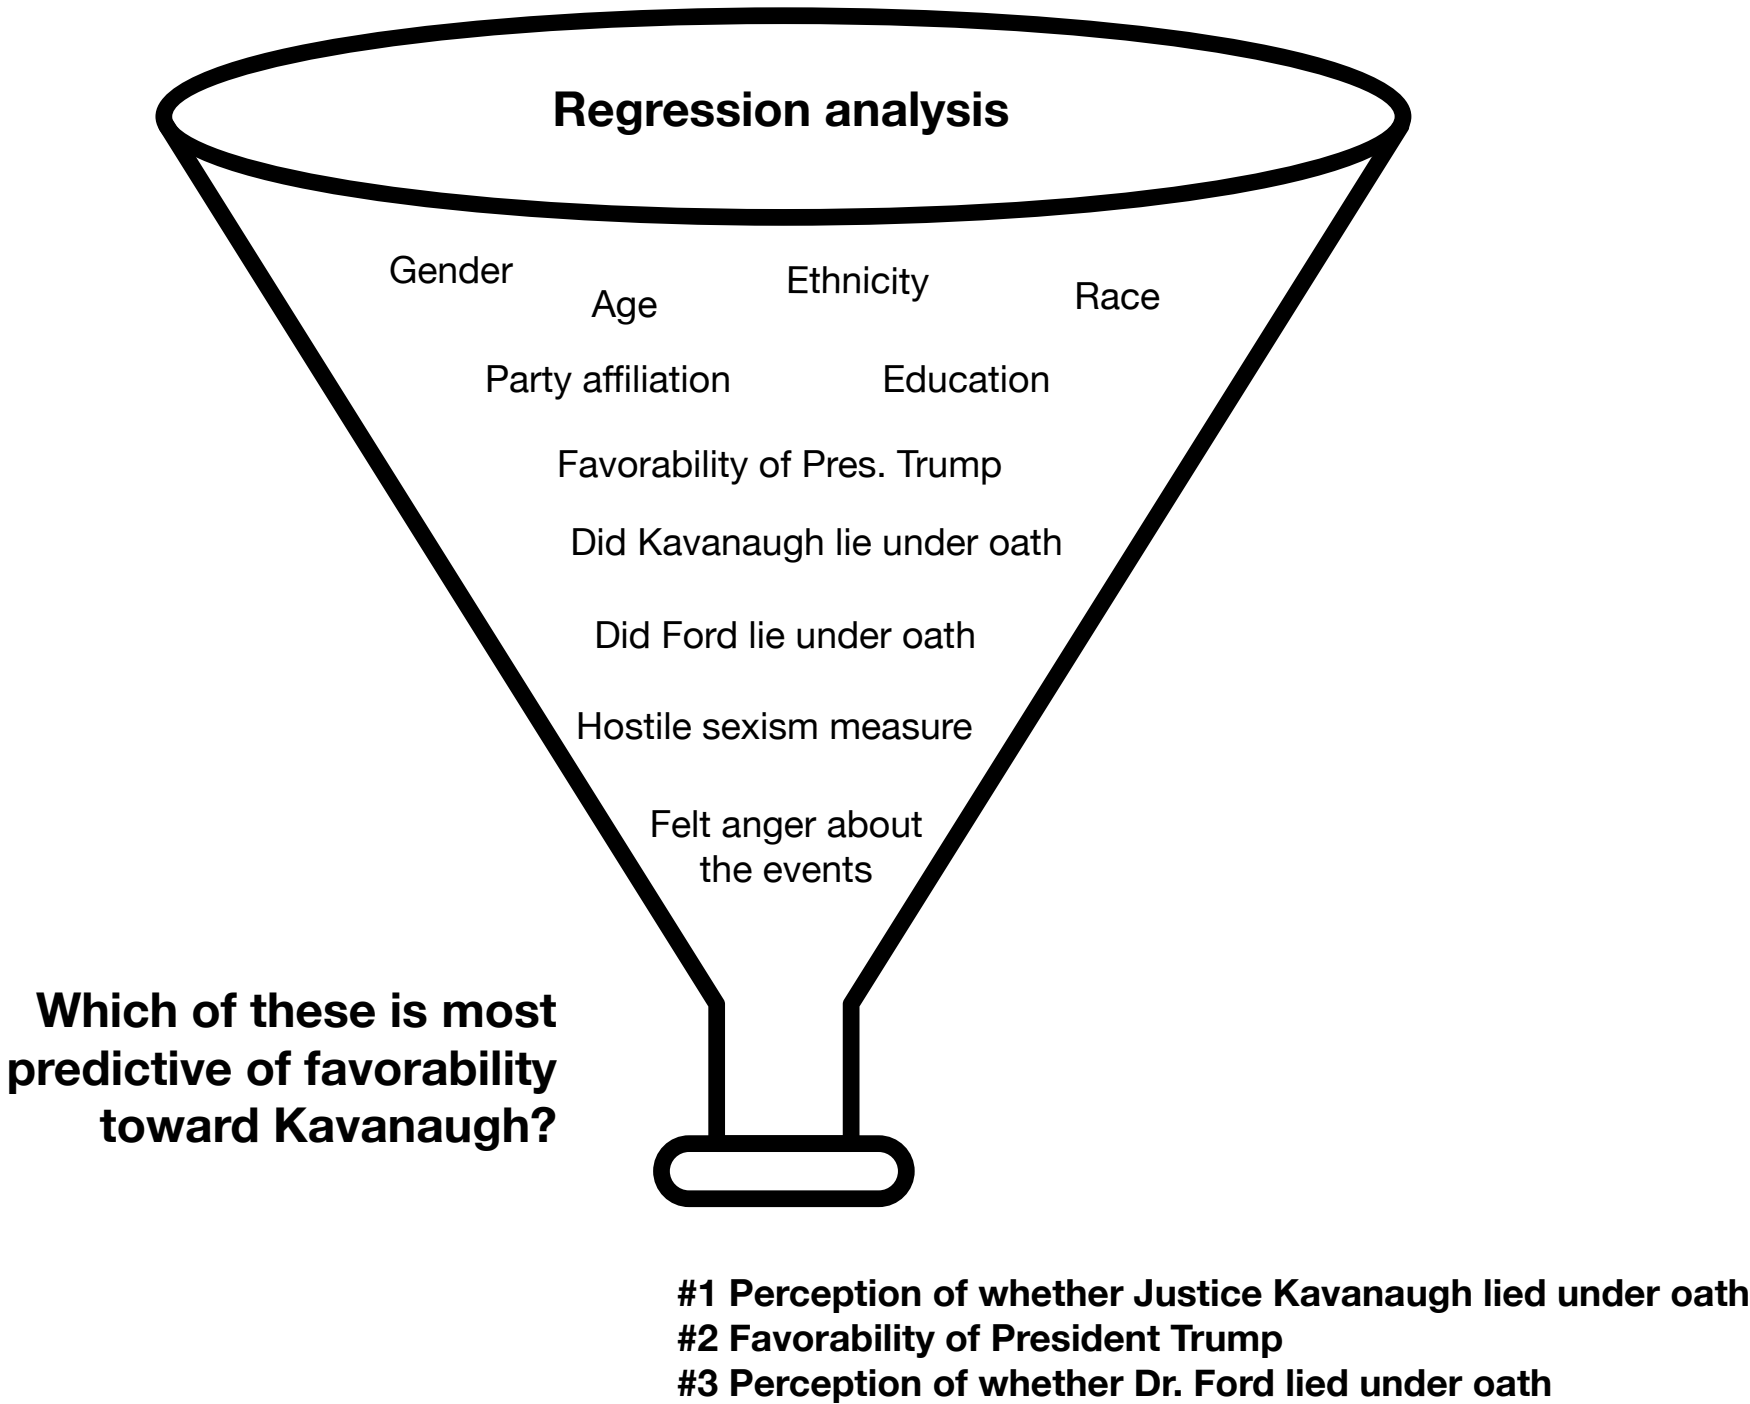 Regression analysis
Gender
Age
Ethnicity
Race
Party affiliation
Education
Favorability of Pres. Trump
Did Kavanaugh lie under oath
Did Ford lie under oath
Hostile sexism measure
Felt anger about
the events
Which of these is most
predictive of favorability
toward Kavanaugh?
#1 Perception of whether Justice Kavanaugh lied under oath
#2 Favorability of President Trump
#3 Perception of whether Dr. Ford lied under oath